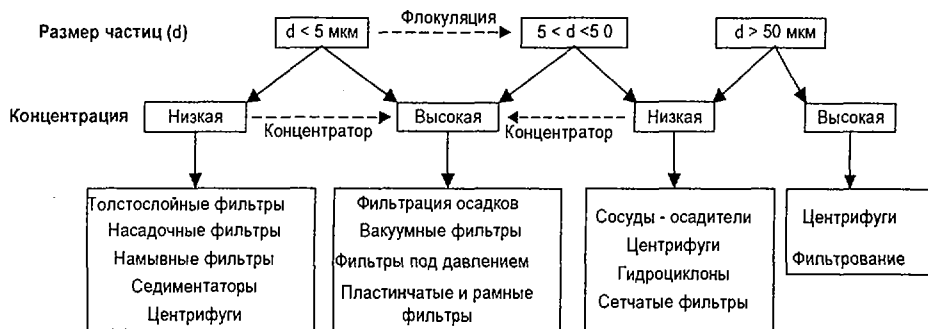 Флокуляция
Размер частиц (d)
d < 5 мкм
5 < d <5 0
d > 50 мкм
Концентрация
Низкая
Концентратор
Высокая
Концентратор
Низкая
Высокая
Толстослойные фильтры
Насадочные фильтры
Намывные фильтры
Седиментаторы
Центрифуги
Фильтрация осадков
Вакуумные фильтры
Фильтры под давлением
Пластинчатые и рамные
фильтры
Сосуды - осадители
Центрифуги
Гидроциклоны
Сетчатые фильтры
Центрифуги
Фильтрование